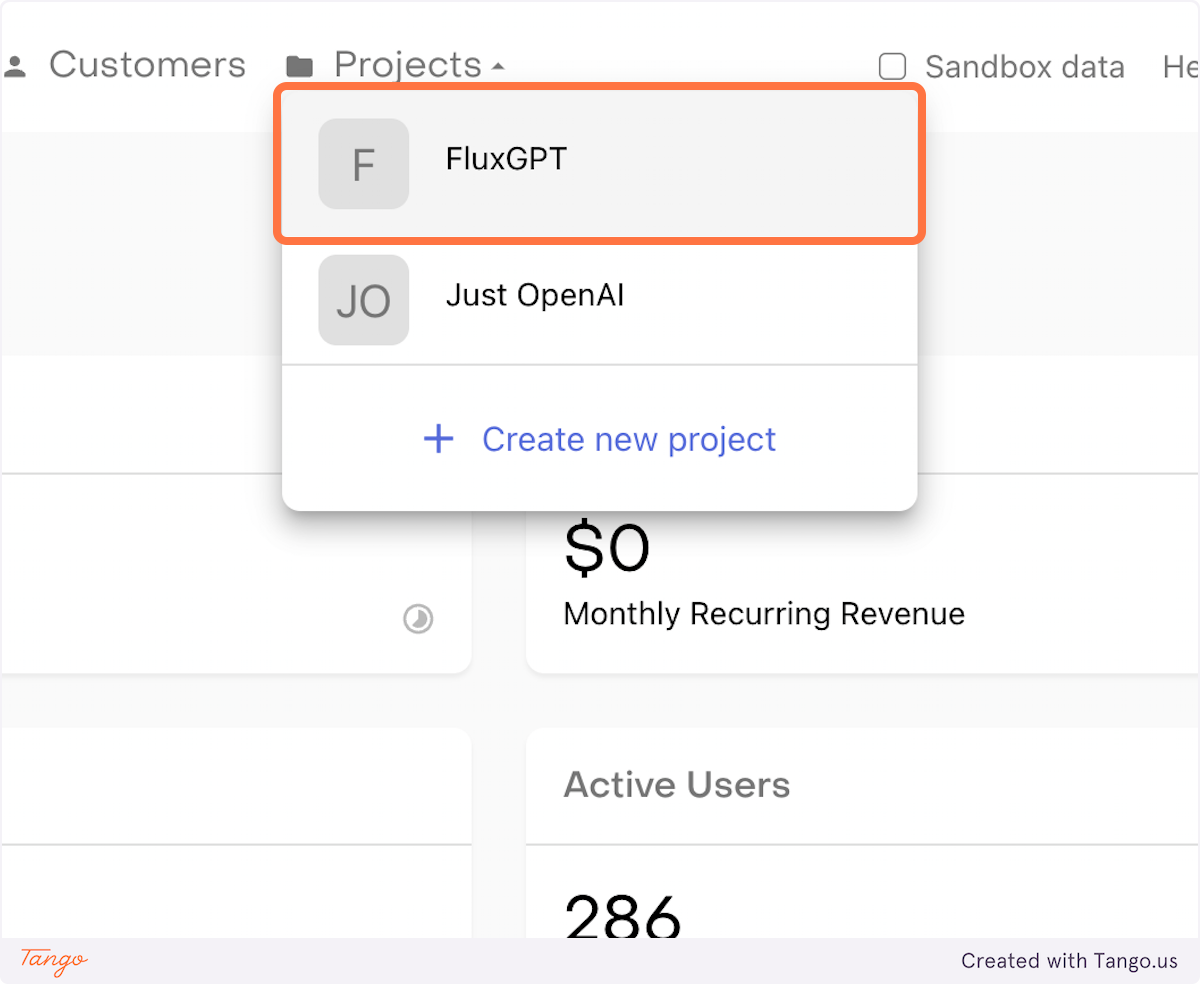 Customers Projects Sandbox data He
F FluxGPT
JO Just OpenAI
+ Create new project
$0
Monthly Recurring Revenue
Active Users
286
Tango Created with Tango.us